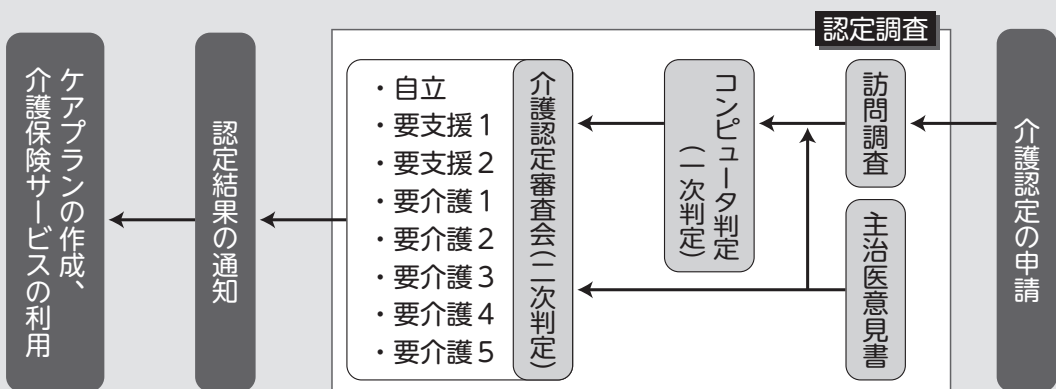 認定調査
介護認定の申請
訪問調査
主治医意見書
コンピュータ判定
（一次判定）
介護認定審査会（二次判定）
・自立
・要支援１
・要支援２
・要介護１
・要介護２
・要介護３
・要介護４
・要介護５
認定結果の通知
ケアプランの作成、
介護保険サービスの利用